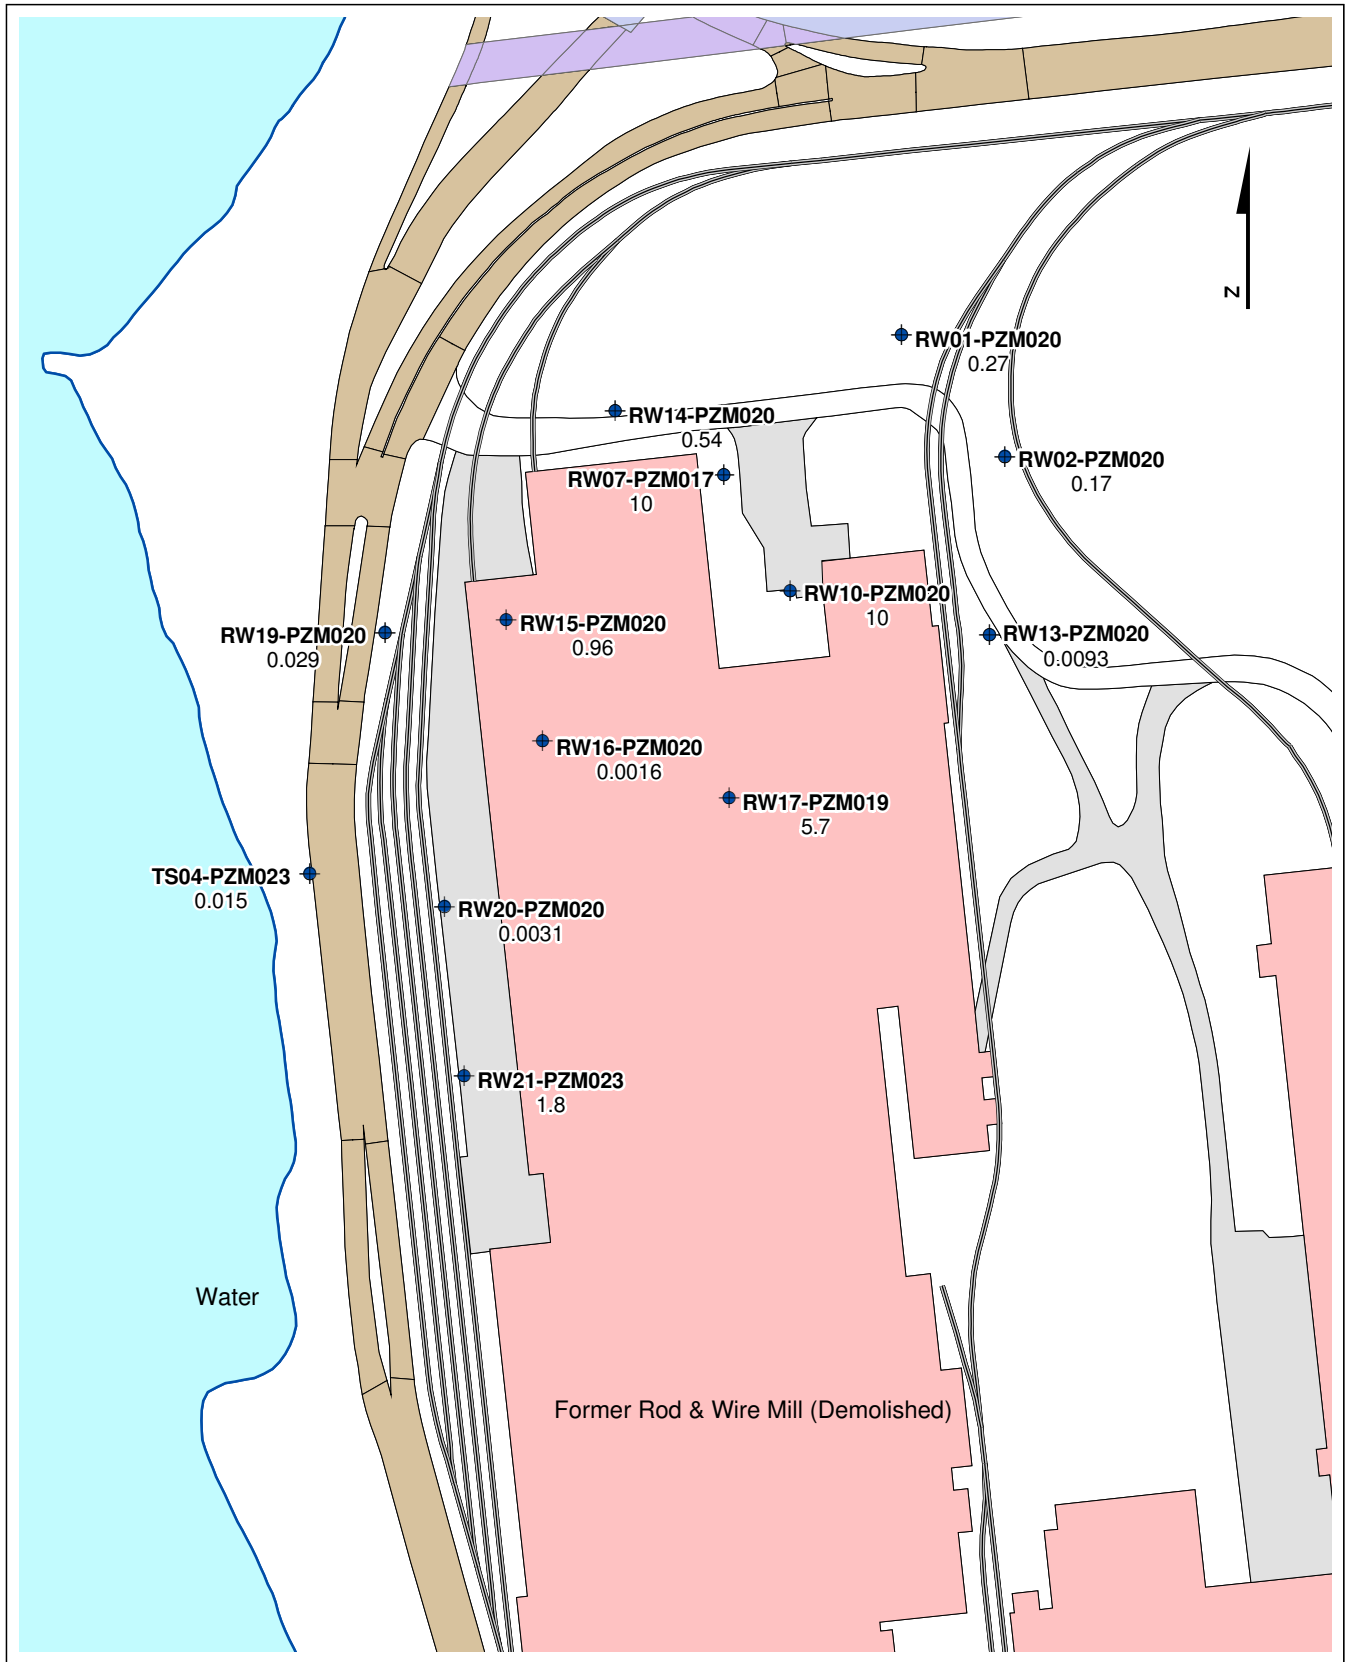 N
RW01-PZM020
0.27
RW14-PZM020
0.54
RW02-PZM020
0.17
RW07-PZM017
10
RW10-PZM020
10
RW15-PZM020
0.96
RW19-PZM020
0.029
RW13-PZM020
0.0093
RW16-PZM020
0.0016
RW17-PZM019
5.7
TS04-PZM023
0.015
RW20-PZM020
0.0031
RW21-PZM023
1.8
Water
Former Rod & Wire Mill (Demolished)